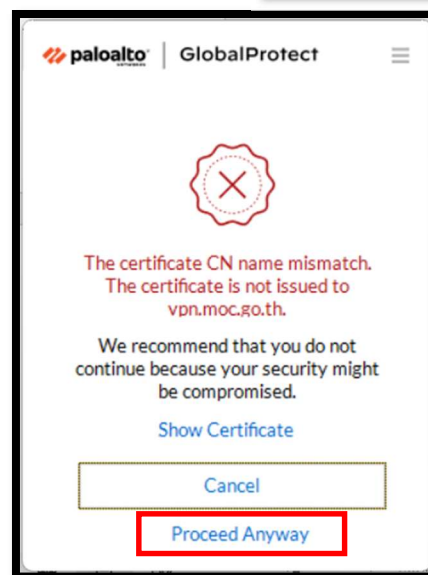 paloalto
NETWORKS
GlobalProtect
The certificate CN name mismatch.
The certificate is not issued to
vpn.moc.go.th.
We recommend that you do not
continue because your security might
be compromised.
Show Certificate
Cancel
Proceed Anyway